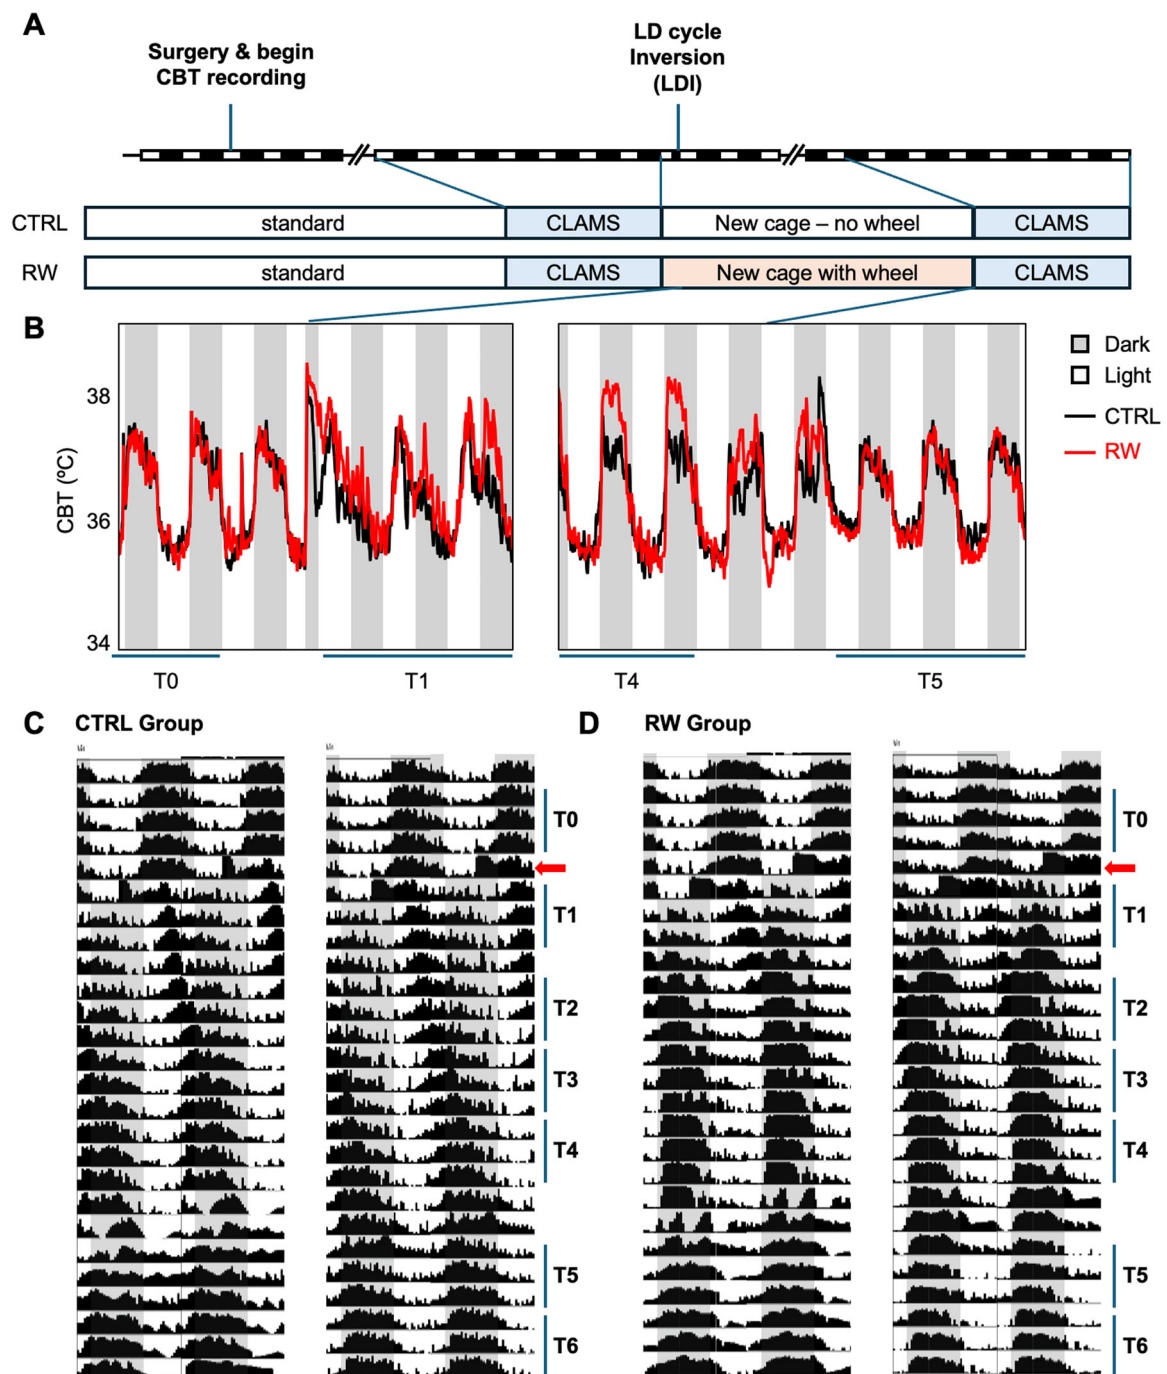 A
Surgery & begin
CBT recording
LD cycle
Inversion
(LDI)
CTRL
standard
CLAMS
New cage – no wheel
CLAMS
RW
standard
CLAMS
New cage with wheel
CLAMS
B
38
36
34
CBT (ºC)
Dark
Light
CTRL
RW
T0
T1
T4
T5
C CTRL Group
D RW Group
T0
T1
T2
T3
T4
T5
T6
T0
T1
T2
T3
T4
T5
T6